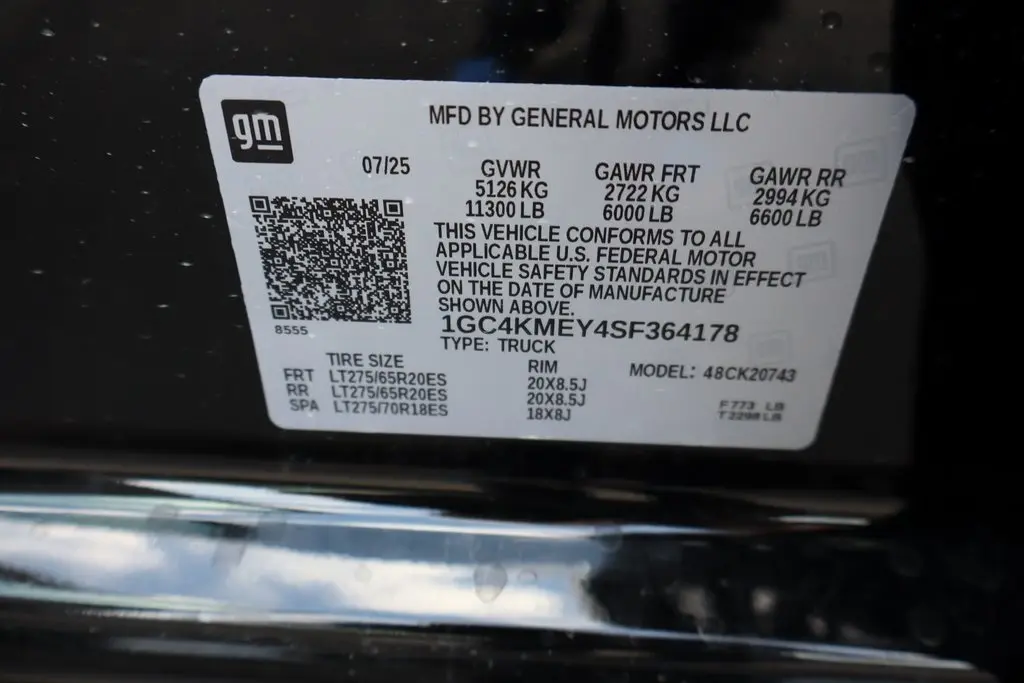 gm
MFD BY GENERAL MOTORS LLC
07/25
GVWR GAWR FRT GAWR RR
5126 KG 2722 KG 2994 KG
11300 LB 6000 LB 6600 LB
THIS VEHICLE CONFORMS TO ALL
APPLICABLE U.S. FEDERAL MOTOR
VEHICLE SAFETY STANDARDS IN EFFECT
ON THE DATE OF MANUFACTURE
SHOWN ABOVE.
8555
1GC4KMEY4SF364178
TYPE: TRUCK
TIRE SIZE RIM MODEL: 48CK20743
FRT LT275/65R20ES 20X8.5J
RR LT275/65R20ES 20X8.5J
SPA LT275/70R18ES 18X8J
F773 LB
T2298 LB